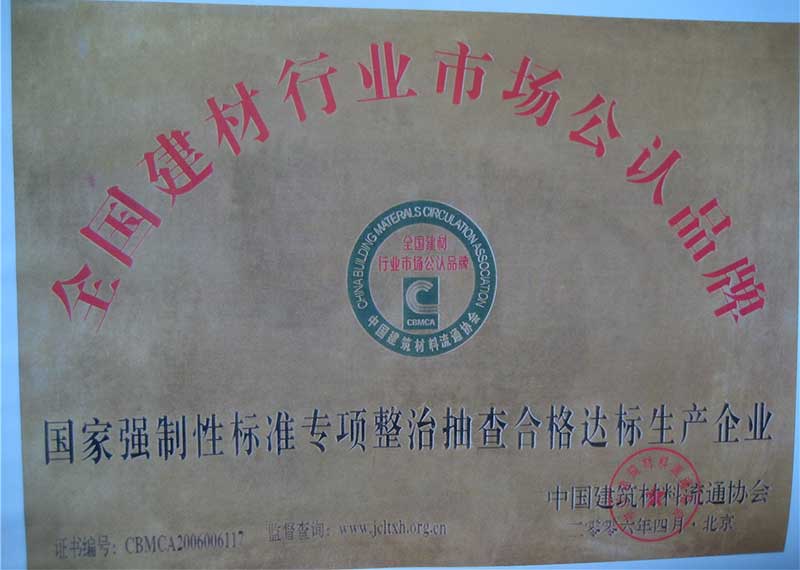 全国建材行业市场公认品牌
CHINA BUILDING MATERIALS CIRCULATION ASSOCIATION
全国建材
行业市场公认品牌
CBMCA
中国建筑材料流通协会
国家强制性标准专项整治抽查合格达标生产企业
中国建筑材料流通协会
二零零六年四月·北京
证书编号: CBMCA2006006117
监督查询: www.jcltxh.org.cn